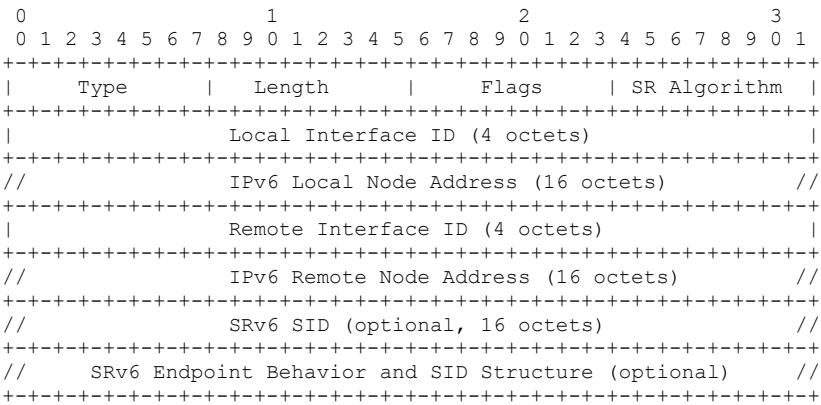 0                   1                   2                   3
 0 1 2 3 4 5 6 7 8 9 0 1 2 3 4 5 6 7 8 9 0 1 2 3 4 5 6 7 8 9 0 1
+-+-+-+-+-+-+-+-+-+-+-+-+-+-+-+-+-+-+-+-+-+-+-+-+-+-+-+-+-+-+-+-+
|     Type      |   Length      |     Flags     | SR Algorithm  |
+-+-+-+-+-+-+-+-+-+-+-+-+-+-+-+-+-+-+-+-+-+-+-+-+-+-+-+-+-+-+-+-+
|                 Local Interface ID (4 octets)                 |
+-+-+-+-+-+-+-+-+-+-+-+-+-+-+-+-+-+-+-+-+-+-+-+-+-+-+-+-+-+-+-+-+
//                IPv6 Local Node Address (16 octets)          //
+-+-+-+-+-+-+-+-+-+-+-+-+-+-+-+-+-+-+-+-+-+-+-+-+-+-+-+-+-+-+-+-+
|                 Remote Interface ID (4 octets)                |
+-+-+-+-+-+-+-+-+-+-+-+-+-+-+-+-+-+-+-+-+-+-+-+-+-+-+-+-+-+-+-+-+
//                IPv6 Remote Node Address (16 octets)         //
+-+-+-+-+-+-+-+-+-+-+-+-+-+-+-+-+-+-+-+-+-+-+-+-+-+-+-+-+-+-+-+-+
//                SRv6 SID (optional, 16 octets)               //
+-+-+-+-+-+-+-+-+-+-+-+-+-+-+-+-+-+-+-+-+-+-+-+-+-+-+-+-+-+-+-+-+
//     SRv6 Endpoint Behavior and SID Structure (optional)     //
+-+-+-+-+-+-+-+-+-+-+-+-+-+-+-+-+-+-+-+-+-+-+-+-+-+-+-+-+-+-+-+-+